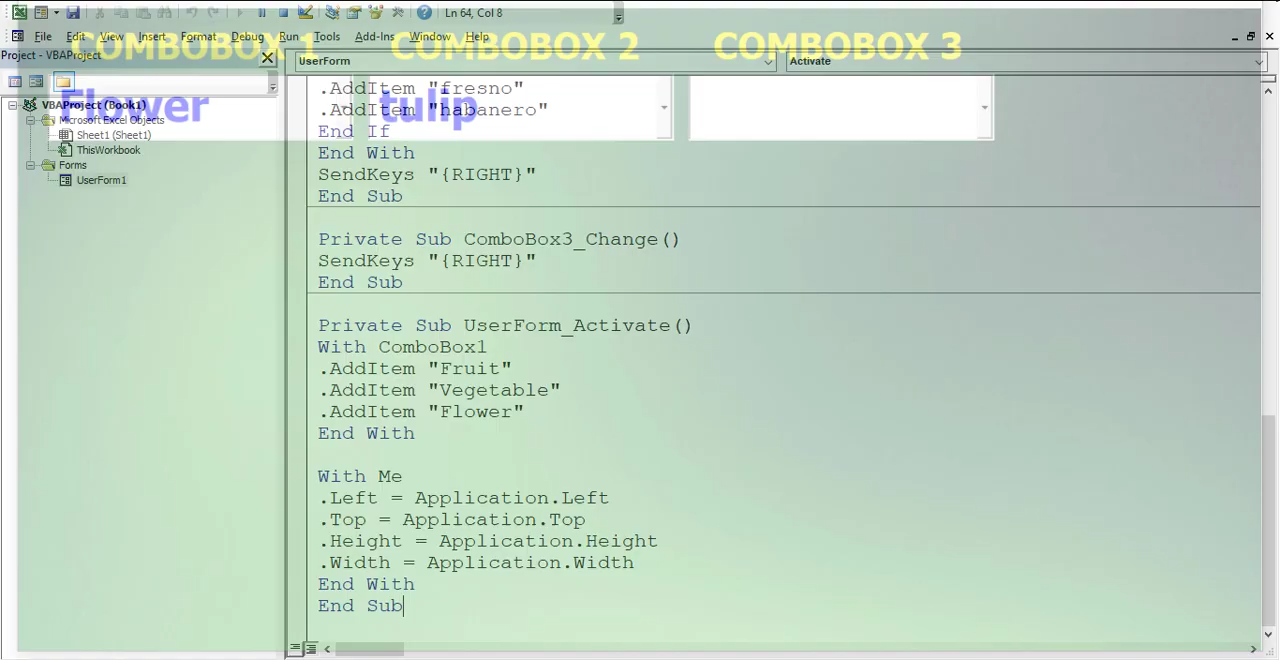 Ln 64, Col 8
File Edit View Insert Format Debug Run Tools Add-Ins Window Help
COMBOBOX 1 COMBOBOX 2 COMBOBOX 3
Project - VBAProject
UserForm Activate
Flower tulip
VBAProject (Book1)
Microsoft Excel Objects
Sheet1 (Sheet1)
ThisWorkbook
Forms
UserForm1
.AddItem "fresno"
.AddItem "habanero"
End If
End With
SendKeys "{RIGHT}"
End Sub
Private Sub ComboBox3_Change()
SendKeys "{RIGHT}"
End Sub
Private Sub UserForm_Activate()
With ComboBox1
.AddItem "Fruit"
.AddItem "Vegetable"
.AddItem "Flower"
End With
With Me
.Left = Application.Left
.Top = Application.Top
.Height = Application.Height
.Width = Application.Width
End With
End Sub